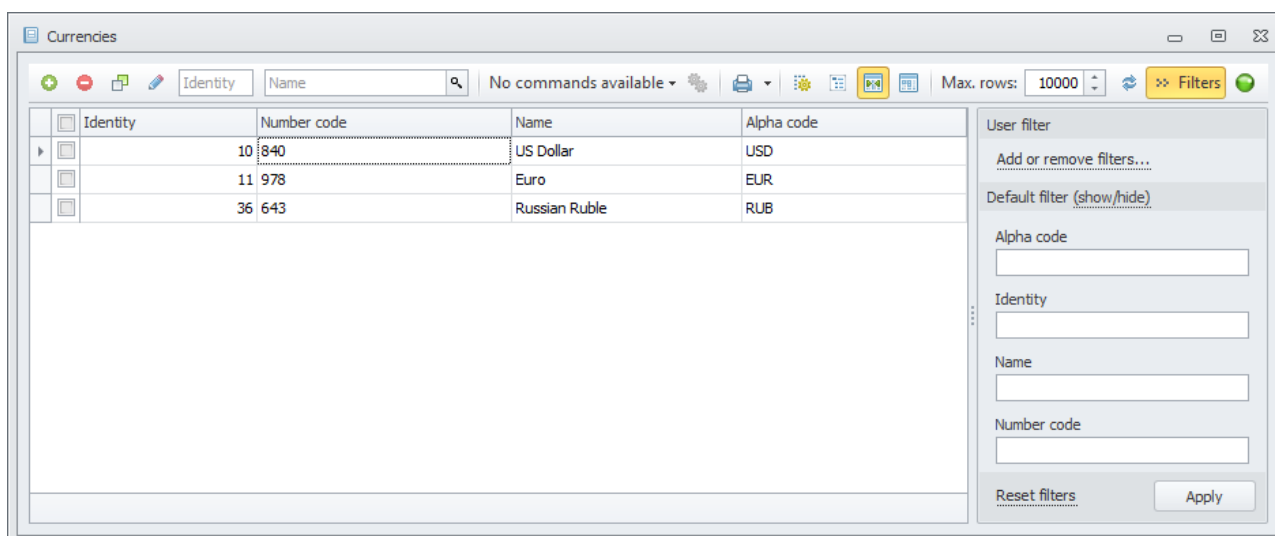 Currencies
Identity Name No commands available Max. rows: 10000 Filters
Identity Number code Name Alpha code
10 840 US Dollar USD
11 978 Euro EUR
36 643 Russian Ruble RUB
User filter
Add or remove filters...
Default filter (show/hide)
Alpha code
Identity
Name
Number code
Reset filters Apply